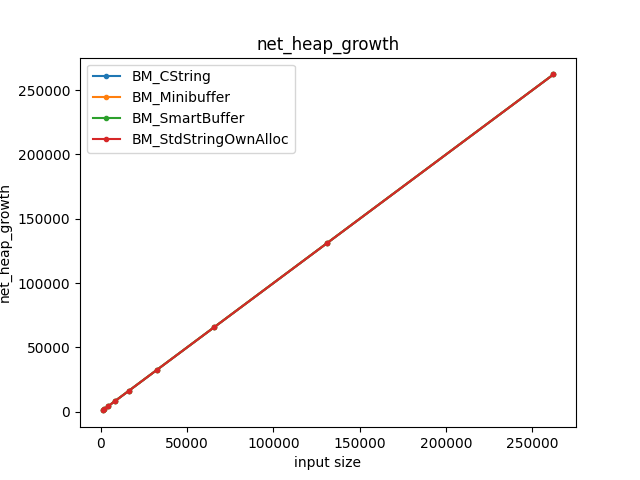 net_heap_growth
BM_CString
BM_Minibuffer
BM_SmartBuffer
BM_StdStringOwnAlloc
net_heap_growth
250000
200000
150000
100000
50000
0
0 50000 100000 150000 200000 250000
input size